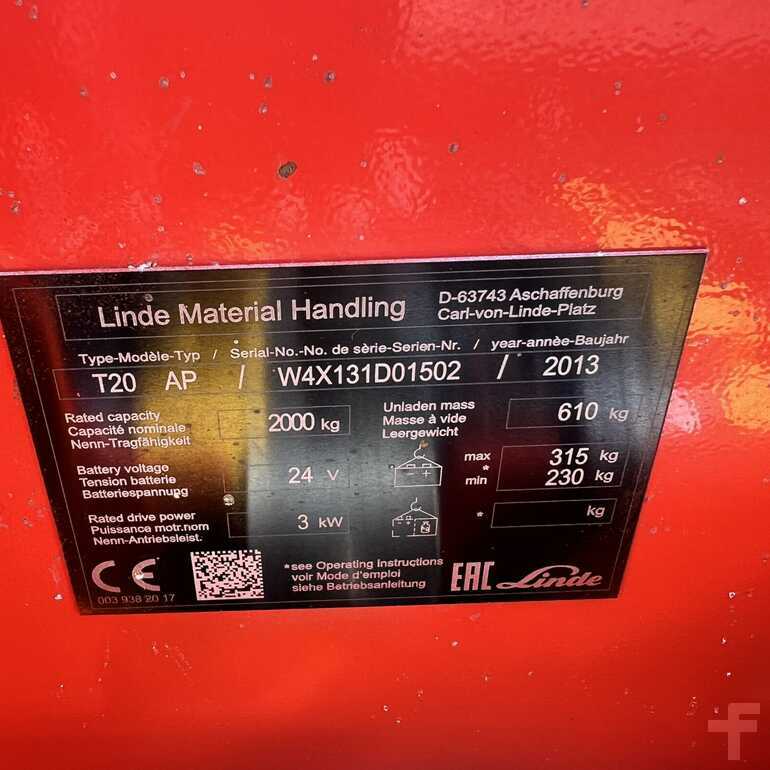 Linde Material Handling
D-63743 Aschaffenburg
Carl-von-Linde-Platz
Type-Modèle-Typ / Serial-No.-No. de sèrie-Serien-Nr. / year-annèe-Baujahr
T20 AP / W4X131D01502 / 2013
Rated capacity
Capacité nominale
Nenn-Tragfähigkeit
2000 kg
Unladen mass
Masse à vide
Leergewicht
610 kg
Battery voltage
Tension batterie
Batteriespannung
24 V
max 315 kg
*
min 230 kg
Rated drive power
Puissance motr.nom
Nenn-Antriebsleist.
3 kW
* kg
CE
003 938 20 17
*see Operating Instructions
voir Mode d'emploi
siehe Betriebsanleitung
EAC Linde